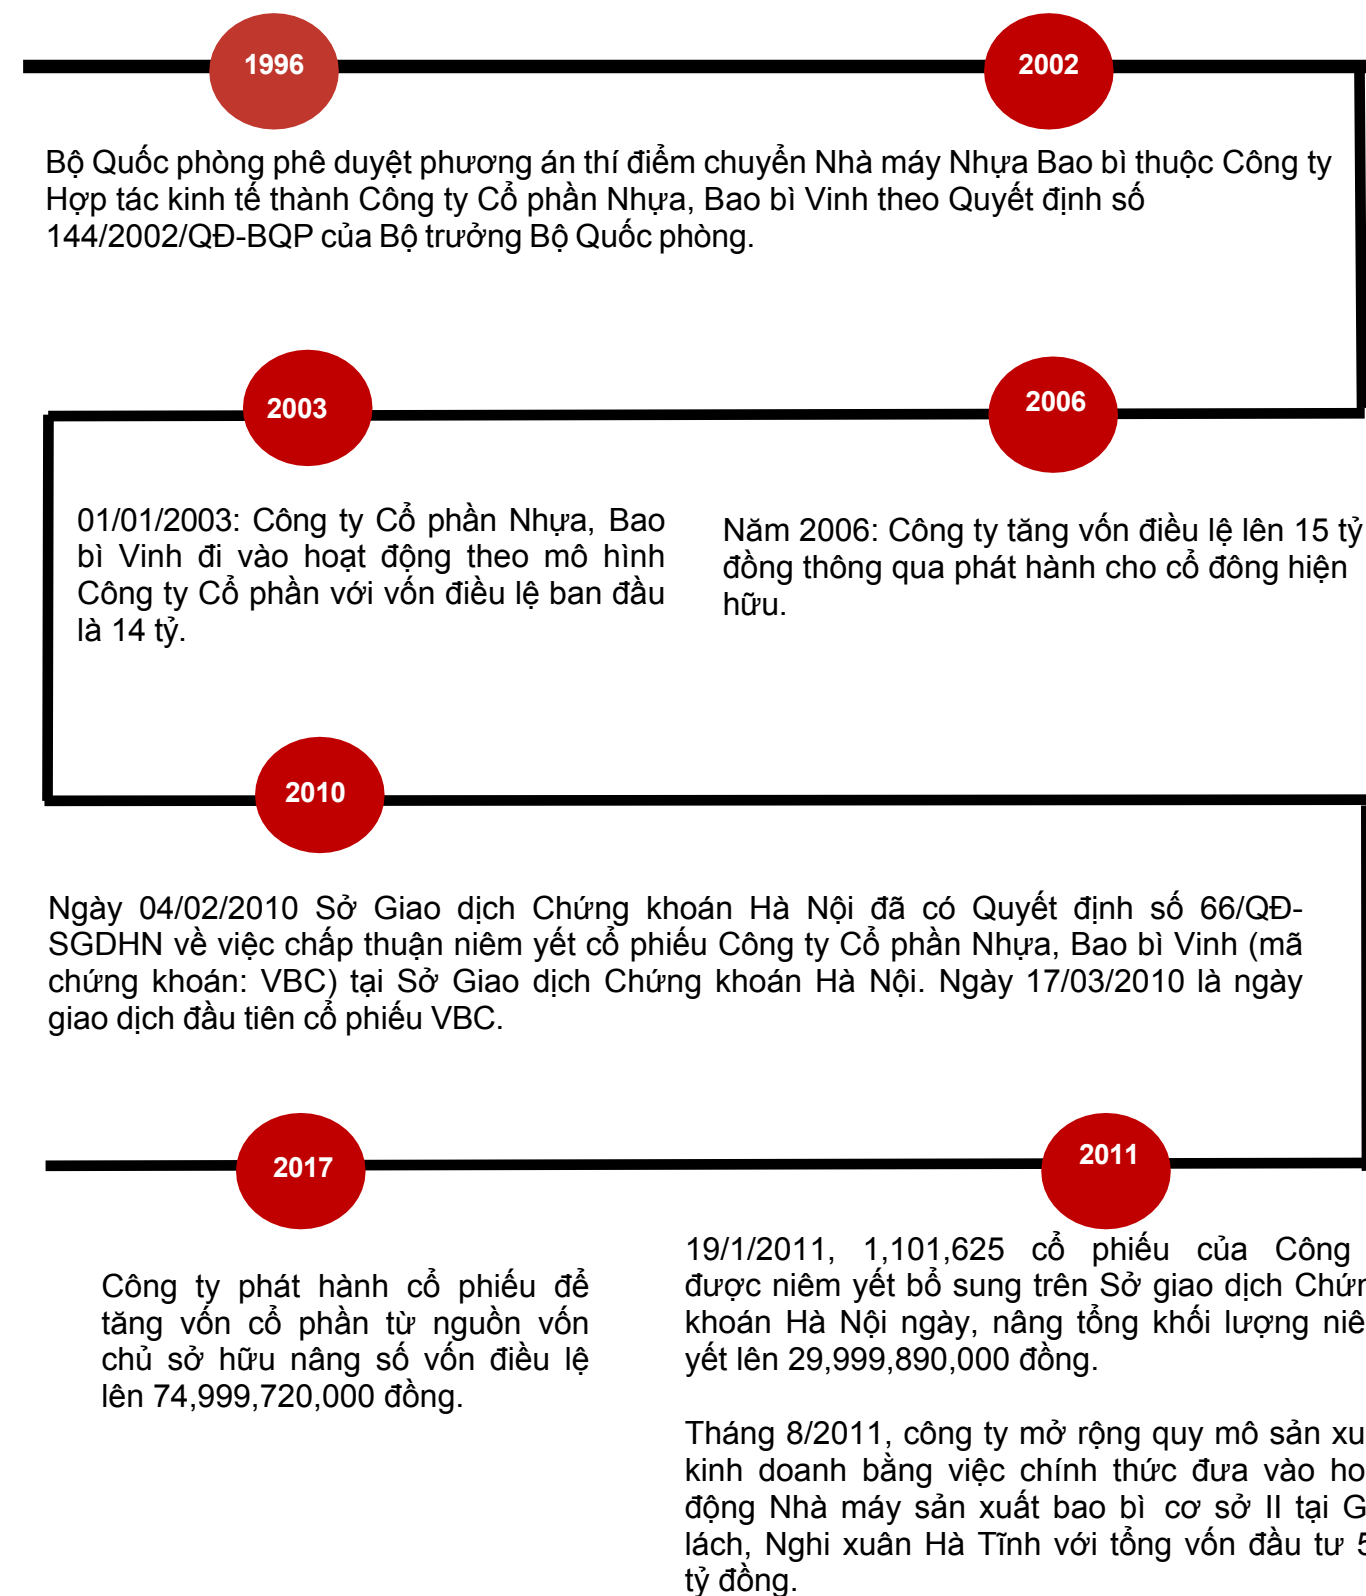 1996
2002
Bộ Quốc phòng phê duyệt phương án thí điểm chuyển Nhà máy Nhựa Bao bì thuộc Công ty
Hợp tác kinh tế thành Công ty Cổ phần Nhựa, Bao bì Vinh theo Quyết định số
144/2002/QĐ-BQP của Bộ trưởng Bộ Quốc phòng.
2003
2006
01/01/2003: Công ty Cổ phần Nhựa, Bao
bì Vinh đi vào hoạt động theo mô hình
Công ty Cổ phần với vốn điều lệ ban đầu
là 14 tỷ.
Năm 2006: Công ty tăng vốn điều lệ lên 15 tỷ
đồng thông qua phát hành cho cổ đông hiện
hữu.
2010
Ngày 04/02/2010 Sở Giao dịch Chứng khoán Hà Nội đã có Quyết định số 66/QĐ-
SGDHN về việc chấp thuận niêm yết cổ phiếu Công ty Cổ phần Nhựa, Bao bì Vinh (mã
chứng khoán: VBC) tại Sở Giao dịch Chứng khoán Hà Nội. Ngày 17/03/2010 là ngày
giao dịch đầu tiên cổ phiếu VBC.
2017
2011
Công ty phát hành cổ phiếu để
tăng vốn cổ phần từ nguồn vốn
chủ sở hữu nâng số vốn điều lệ
lên 74,999,720,000 đồng.
19/1/2011, 1,101,625 cổ phiếu của Công
được niêm yết bổ sung trên Sở giao dịch
khoán Hà Nội ngày, nâng tổng khối lượng
yết lên 29,999,890,000 đồng.
Tháng 8/2011, công ty mở rộng quy mô sản
kinh doanh bằng việc chính thức đưa vào
động Nhà máy sản xuất bao bì cơ sở II tại
lách, Nghi xuân Hà Tĩnh với tổng vốn đầu tư
tỷ đồng.